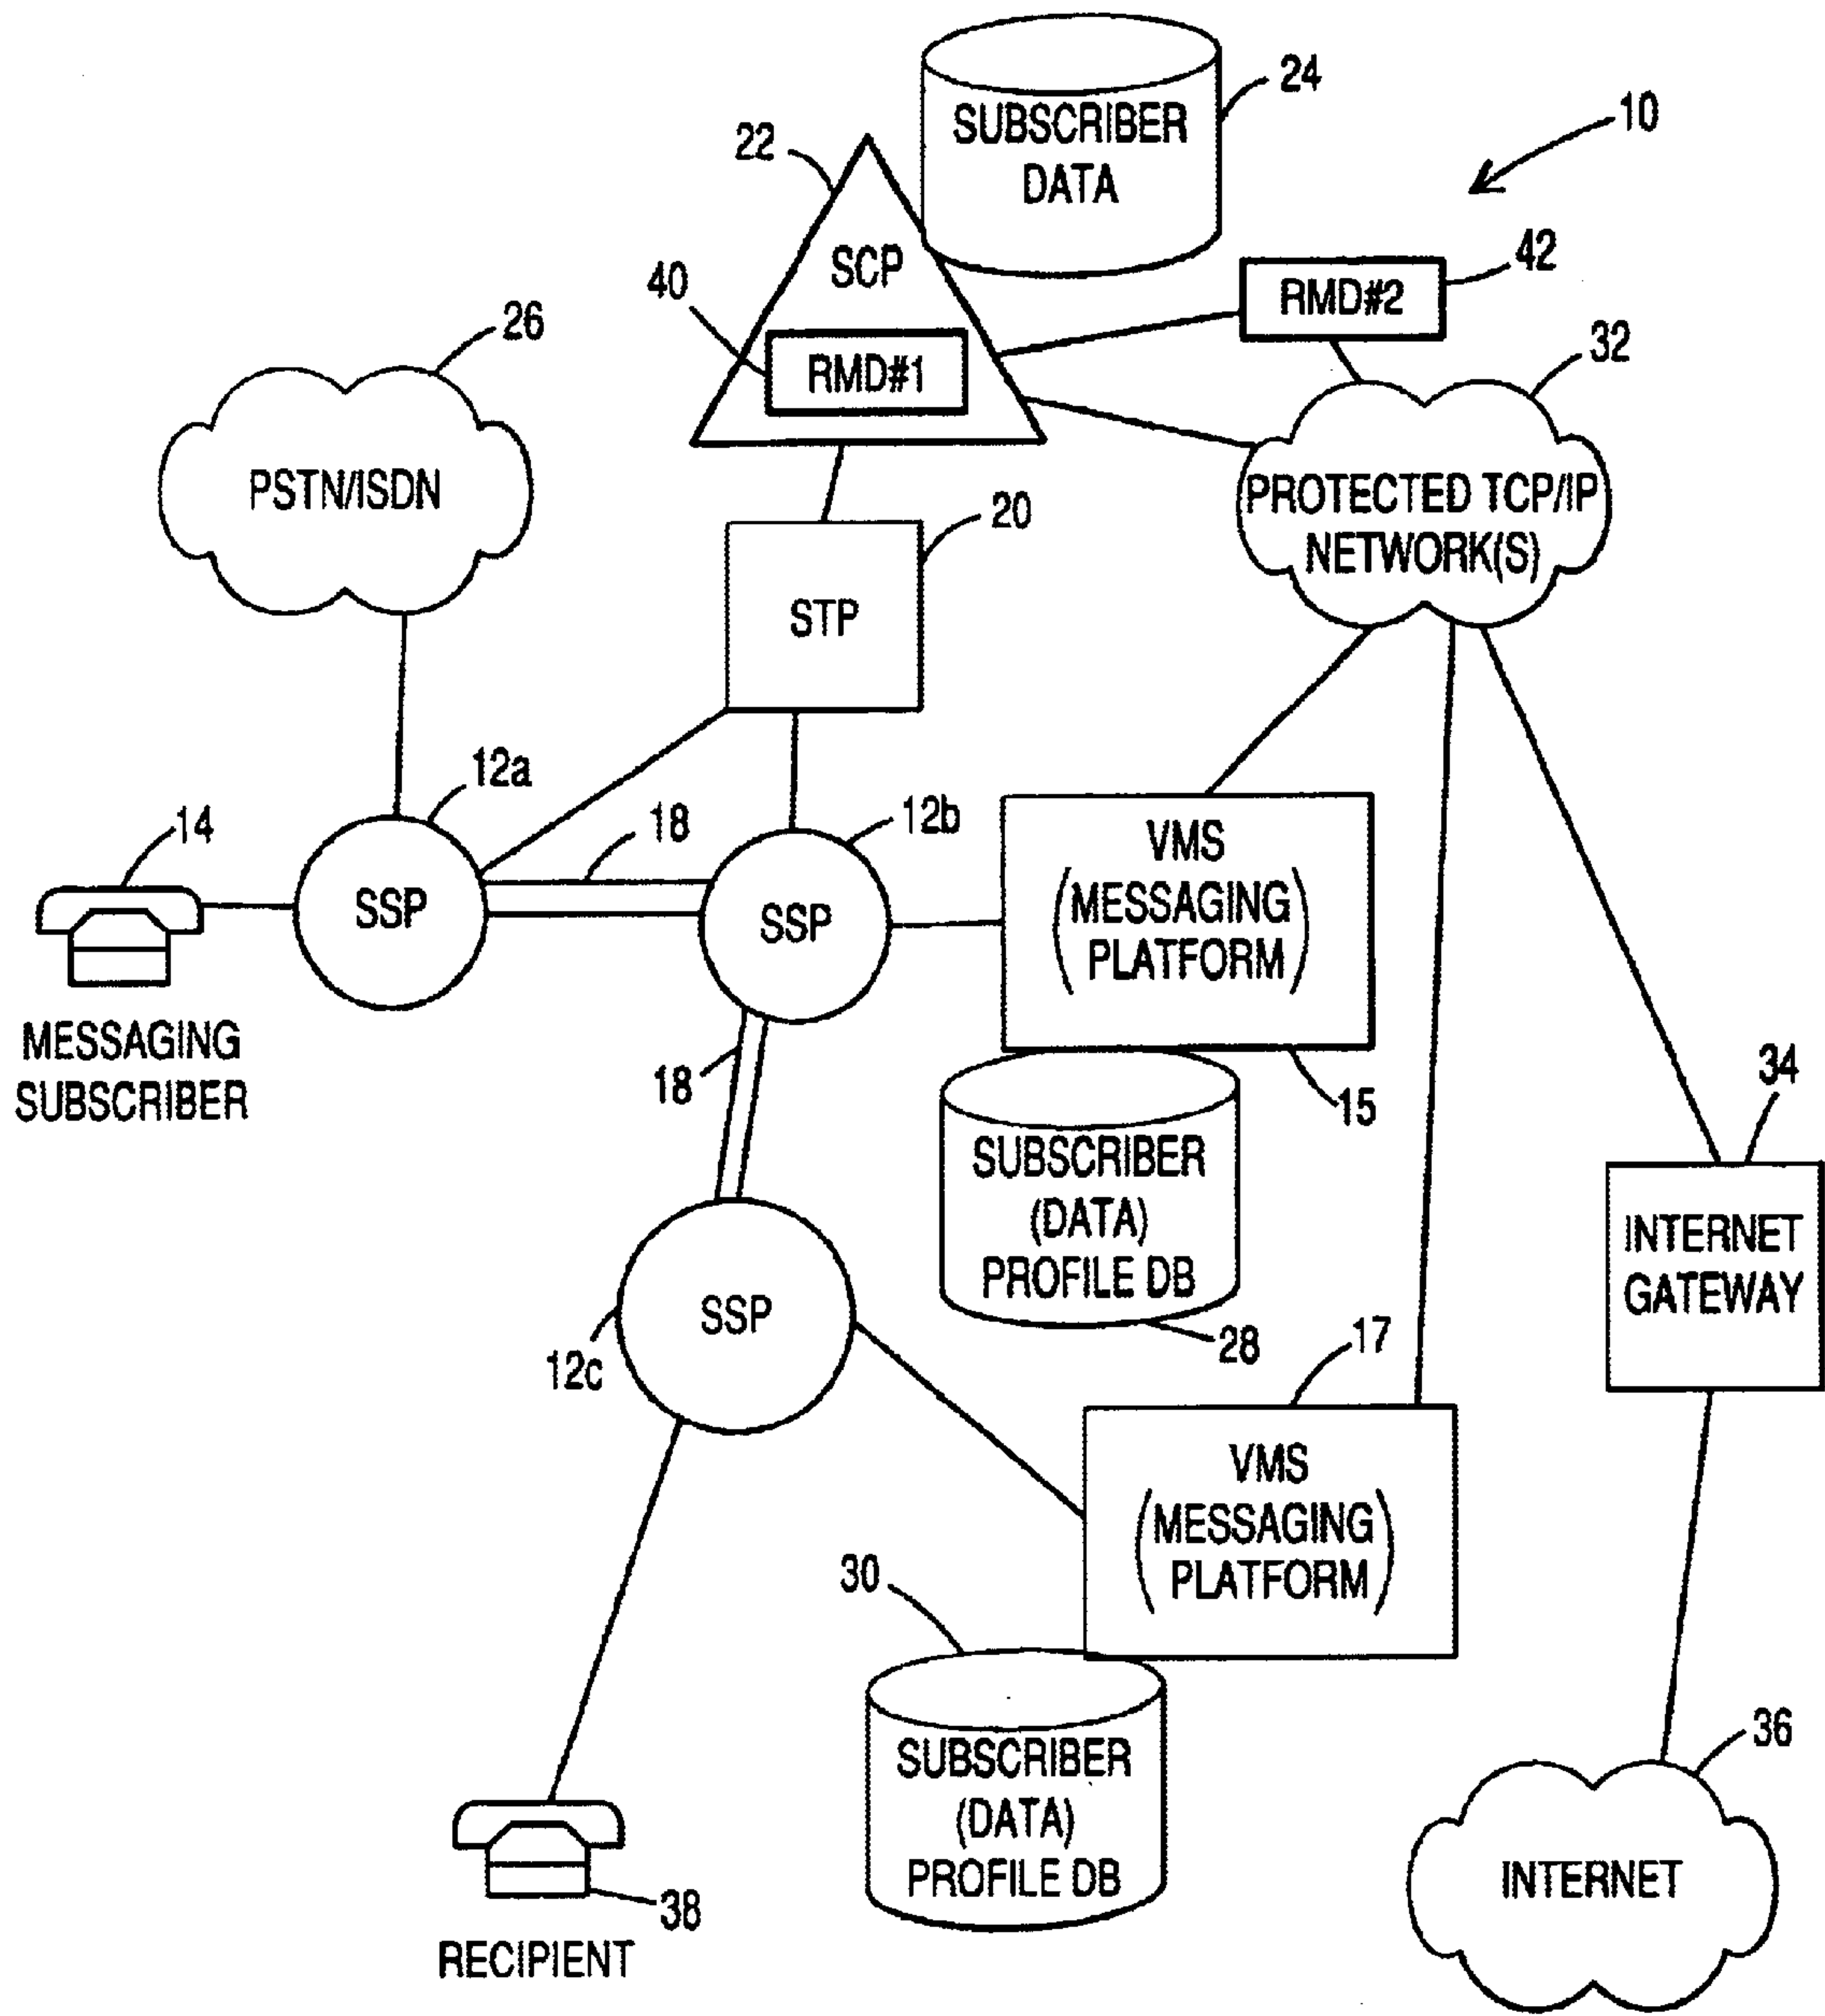 24
SUBSCRIBER
DATA
10
22
SCP
42
RMD#2
40
RMD#1
26
32
PSTN/ISDN
PROTECTED TCP/IP
NETWORK(S)
20
STP
12a
14
18
12b
SSP
SSP
VMS
(MESSAGING
PLATFORM)
MESSAGING
SUBSCRIBER
18
15
34
SUBSCRIBER
(DATA)
PROFILE DB
28
INTERNET
GATEWAY
SSP
12c
17
VMS
(MESSAGING
PLATFORM)
30
SUBSCRIBER
(DATA)
PROFILE DB
36
INTERNET
38
RECIPIENT